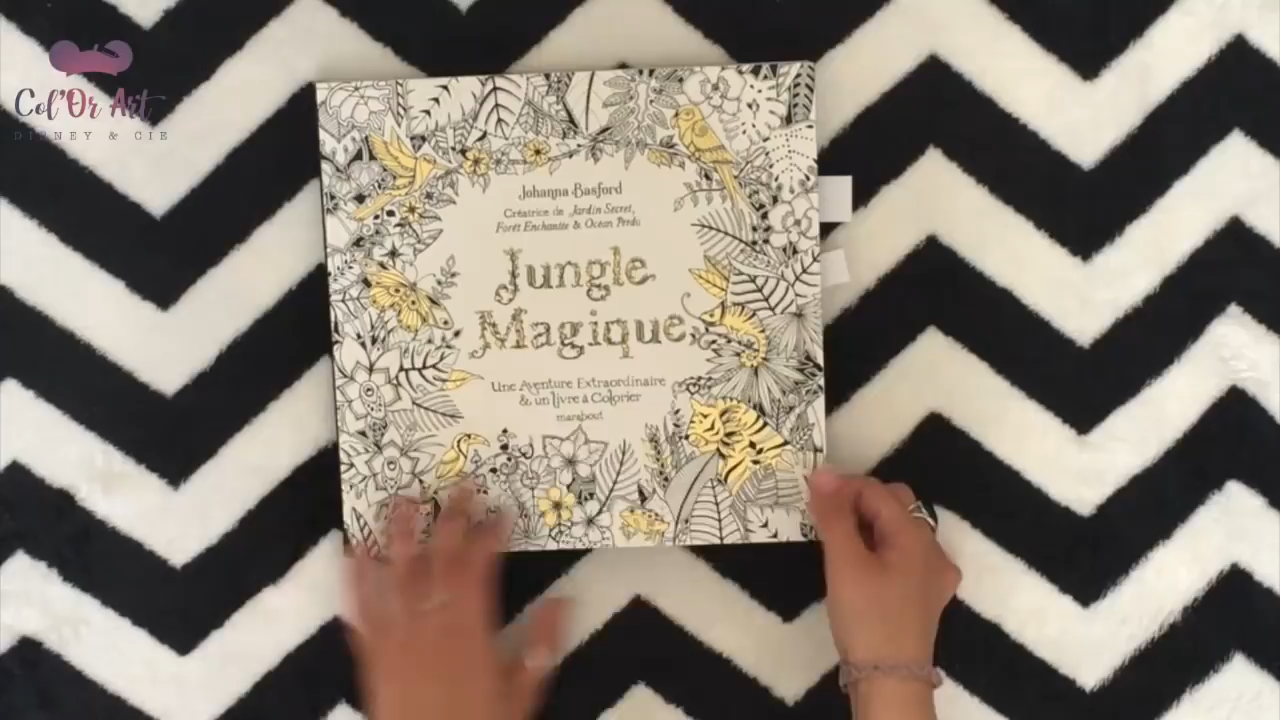 Col'Or Art
DISNEY & CIE
Johanna Basford
Créatrice de Jardin Secret,
Forêt Enchantée & Océan Perdu
Jungle
Magique
Une Aventure Extraordinaire
& un livre à Colorier
marabout